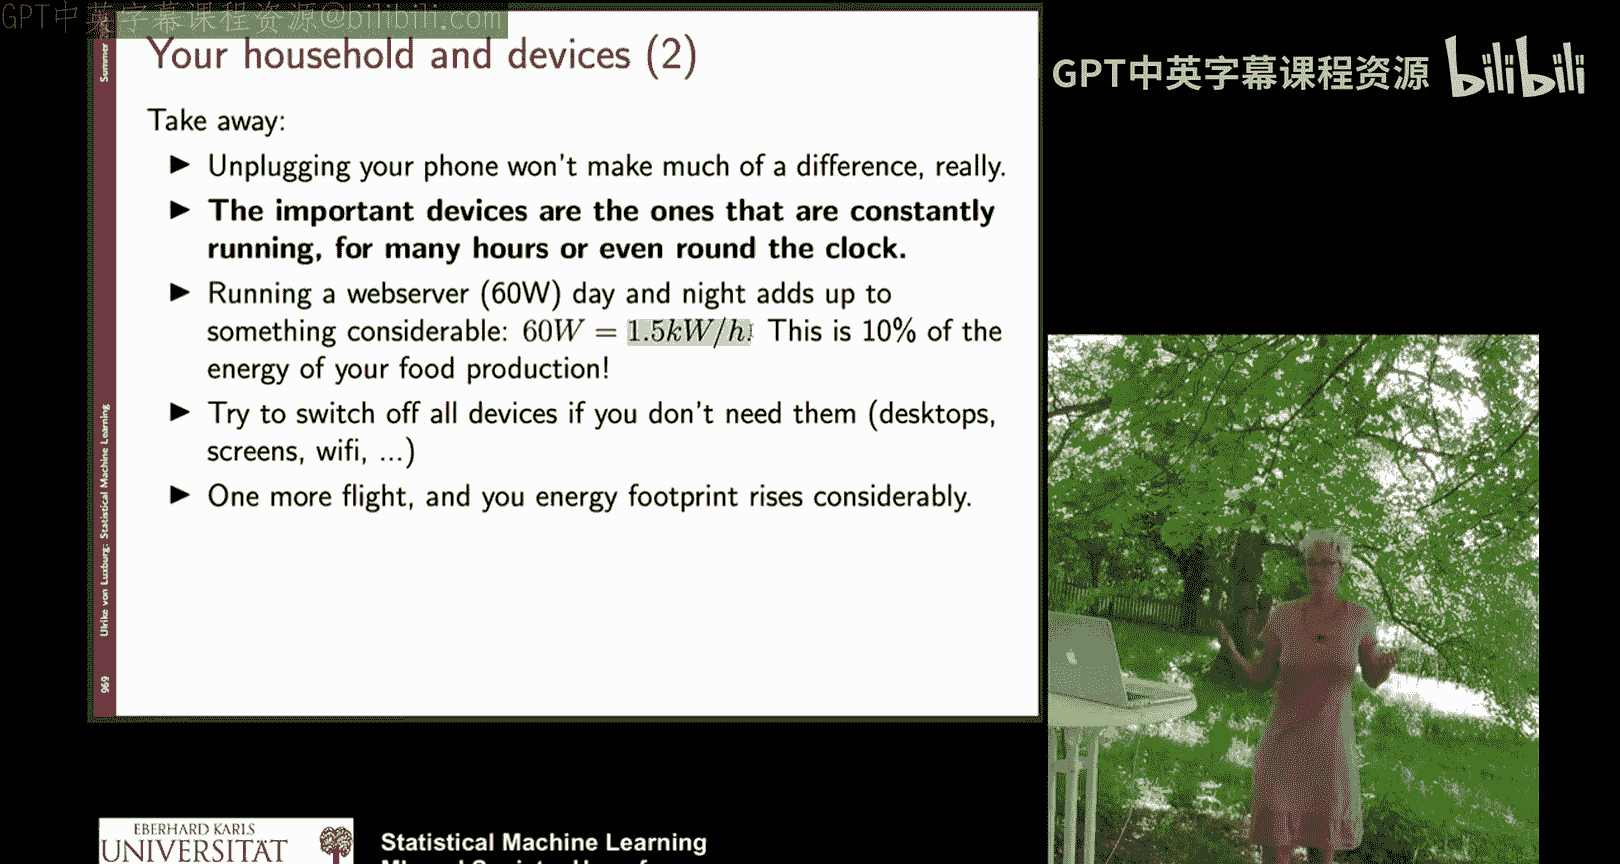 GPT中英字幕课程资源@bilibili.com
Your household and devices (2)
GPT中英字幕课程资源 bilibili
Take away:
▶ Unplugging your phone won't make much of a difference, really.
▶ The important devices are the ones that are constantly
running, for many hours or even round the clock.
▶ Running a webserver (60W) day and night adds up to
something considerable: 60W = 1.5kW/h. This is 10% of the
energy of your food production!
▶ Try to switch off all devices if you don't need them (desktops,
screens, wifi, ...)
▶ One more flight, and you energy footprint rises considerably.
Summer
Ulrike von Luxburg: Statistical Machine Learning
969
EBERHARD KARLS
UNIVERSITÄT
Statistical Machine Learning